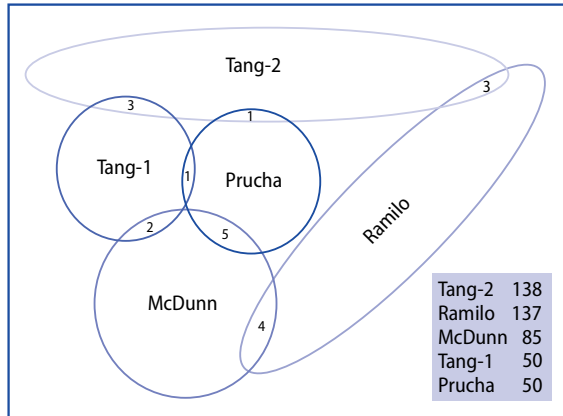 Tang-2
3
3
1
Tang-1
1
Prucha
2
5
Ramilo
McDunn
4
Tang-2 138
Ramilo 137
McDunn 85
Tang-1 50
Prucha 50